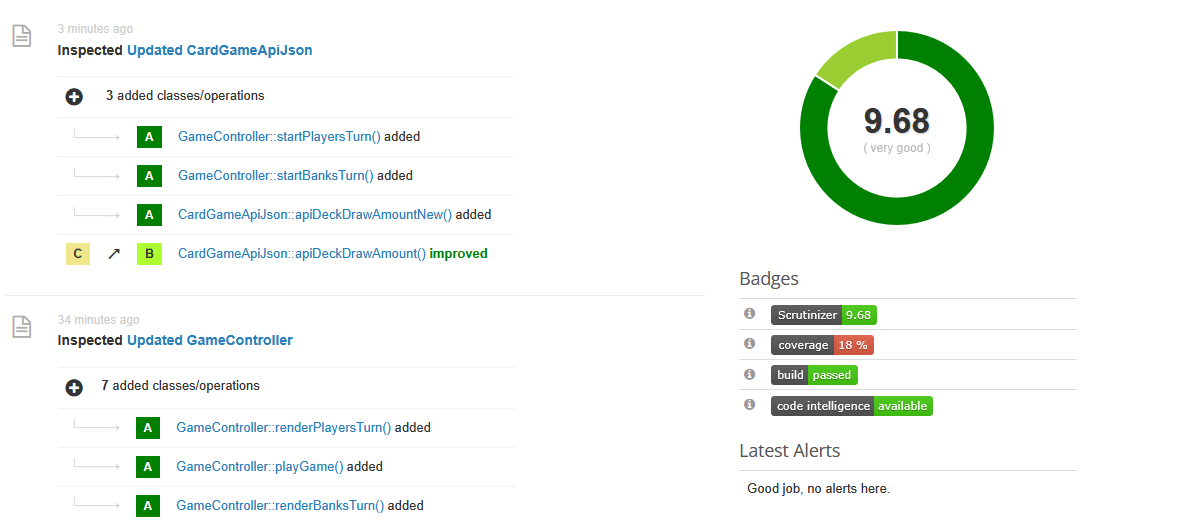 3 minutes ago
Inspected Updated CardGameApiJson
3 added classes/operations
A GameController::startPlayersTurn() added
A GameController::startBanksTurn() added
A CardGameApiJson::apiDeckDrawAmountNew() added
C B CardGameApiJson::apiDeckDrawAmount() improved
34 minutes ago
Inspected Updated GameController
7 added classes/operations
A GameController::renderPlayersTurn() added
A GameController::playGame() added
A GameController::renderBanksTurn() added
9.68
( very good )
Badges
Scrutinizer 9.68
coverage 18 %
build passed
code intelligence available
Latest Alerts
Good job, no alerts here.